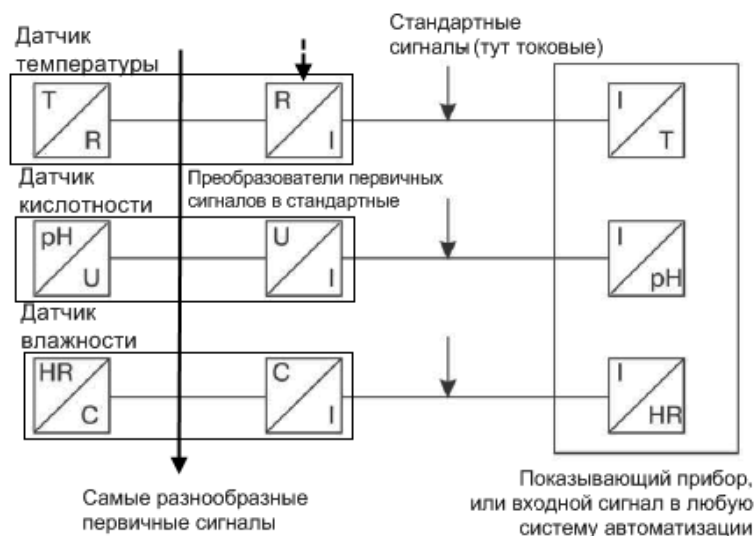 Датчик
температуры
Стандартные
сигналы (тут токовые)
T
R
R
I
I
T
Датчик
кислотности
Преобразователи первичных
сигналов в стандартные
pH
U
U
I
I
pH
Датчик
влажности
HR
C
C
I
I
HR
Самые разнообразные
первичные сигналы
Показывающий прибор,
или входной сигнал в любую
систему автоматизации